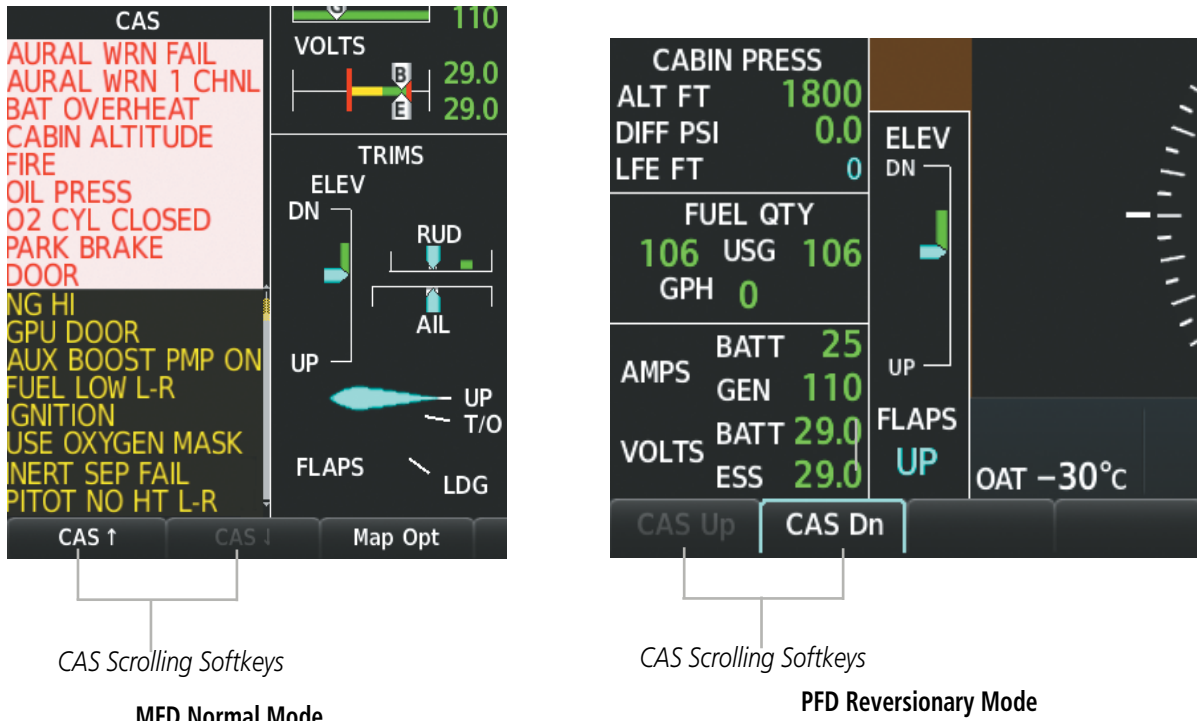 CAS
AURAL WRN FAIL
AURAL WRN 1 CHNL
BAT OVERHEAT
CABIN ALTITUDE
FIRE
OIL PRESS
O2 CYL CLOSED
PARK BRAKE
DOOR
NG HI
GPU DOOR
AUX BOOST PMP ON
FUEL LOW L-R
IGNITION
USE OXYGEN MASK
INERT SEP FAIL
PITOT NO HT L-R
G 110
VOLTS
B 29.0
E 29.0
TRIMS
ELEV
DN
RUD
AIL
UP
UP
T/O
FLAPS
LDG
CAS ↑ CAS ↓ Map Opt
CAS Scrolling Softkeys
MFD Normal Mode
CABIN PRESS
ALT FT 1800
DIFF PSI 0.0
LFE FT 0
FUEL QTY
106 USG 106
GPH 0
AMPS
BATT 25
GEN 110
VOLTS
BATT 29.0
ESS 29.0
ELEV
DN
UP
FLAPS
UP
OAT −30°C
CAS Up CAS Dn
CAS Scrolling Softkeys
PFD Reversionary Mode